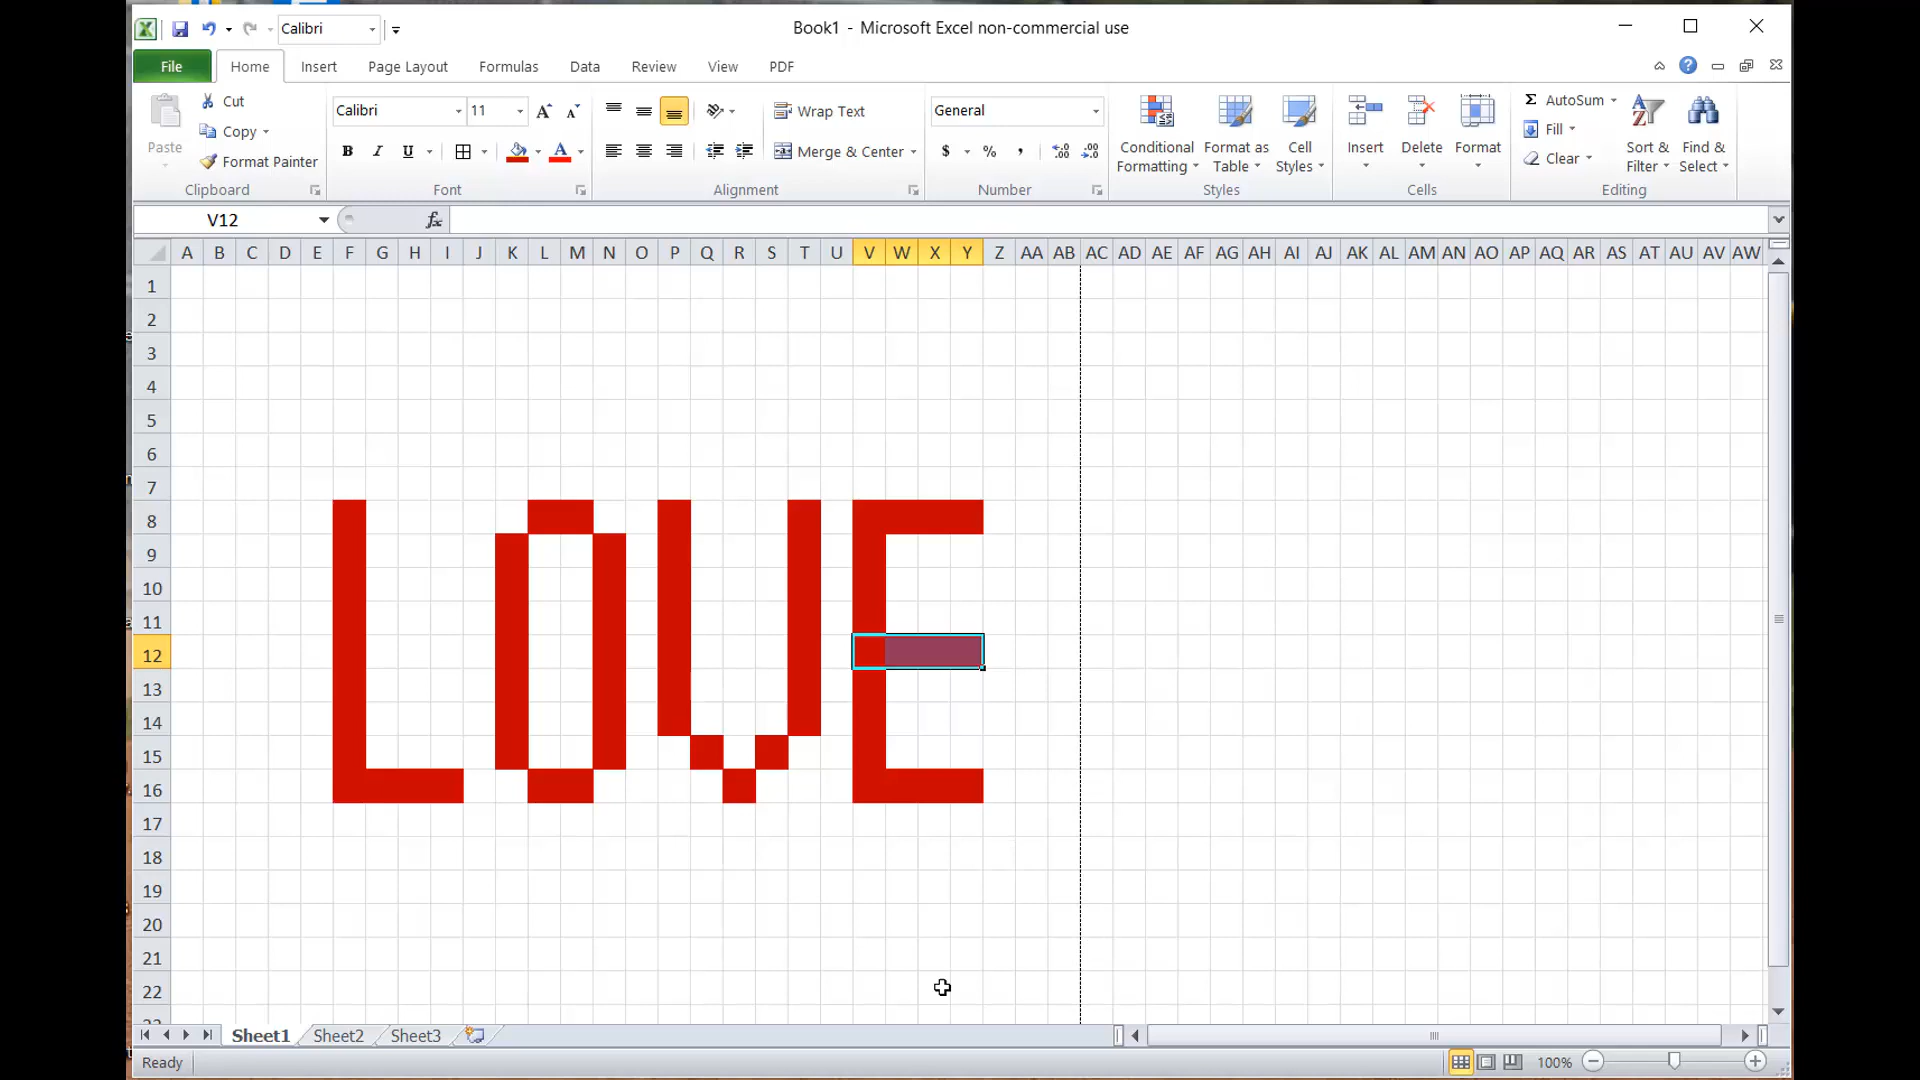 Calibri
Book1 - Microsoft Excel non-commercial use
File Home Insert Page Layout Formulas Data Review View PDF
Paste
Cut
Copy
Format Painter
Clipboard
Calibri 11
B I U A
Font
Wrap Text
Merge & Center
Alignment
General
$ % ,
Number
Conditional Formatting
Format as Table
Cell Styles
Styles
Insert Delete Format
Cells
AutoSum
Fill
Clear
Sort & Filter
Find & Select
Editing
V12 fx
A B C D E F G H I J K L M N O P Q R S T U V W X Y Z AA AB AC AD AE AF AG AH AI AJ AK AL AM AN AO AP AQ AR AS AT AU AV AW
1
2
3
4
5
6
7
8
9
10
11
12
13
14
15
16
17
18
19
20
21
22
LOVE
Sheet1 Sheet2 Sheet3
Ready 100%